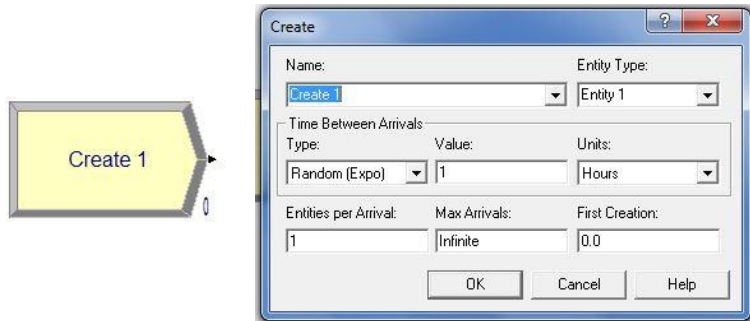 Create 1
0
Create
Name:
Entity Type:
Create 1
Entity 1
Time Between Arrivals
Type:
Value:
Units:
Random (Expo)
1
Hours
Entities per Arrival:
Max Arrivals:
First Creation:
1
Infinite
0.0
OK
Cancel
Help